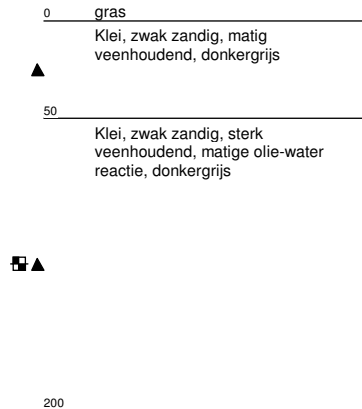 0 gras
Klei, zwak zandig, matig
veenhoudend, donkergrijs
50
Klei, zwak zandig, sterk
veenhoudend, matige olie-water
reactie, donkergrijs
200